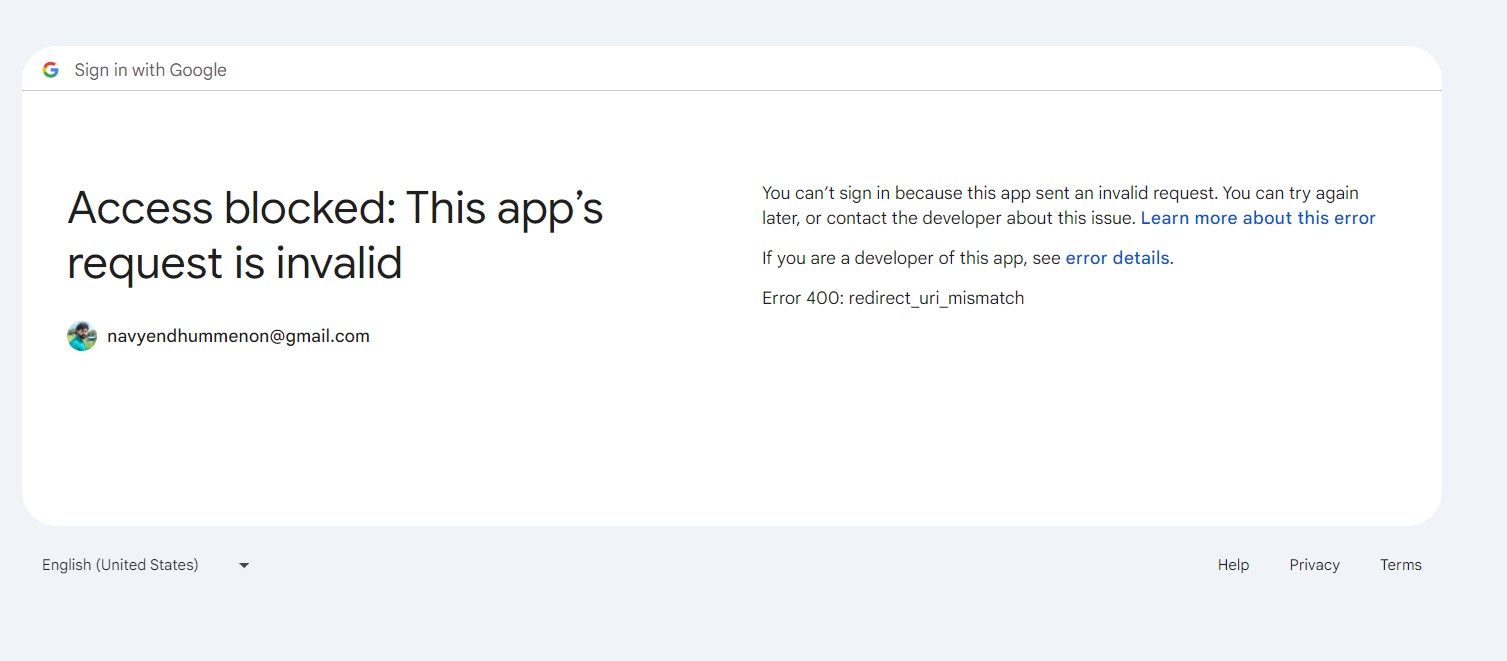 Sign in with Google
Access blocked: This app’s
request is invalid
navyendhummenon@gmail.com
You can’t sign in because this app sent an invalid request. You can try again
later, or contact the developer about this issue. Learn more about this error
If you are a developer of this app, see error details.
Error 400: redirect_uri_mismatch
English (United States)
Help
Privacy
Terms